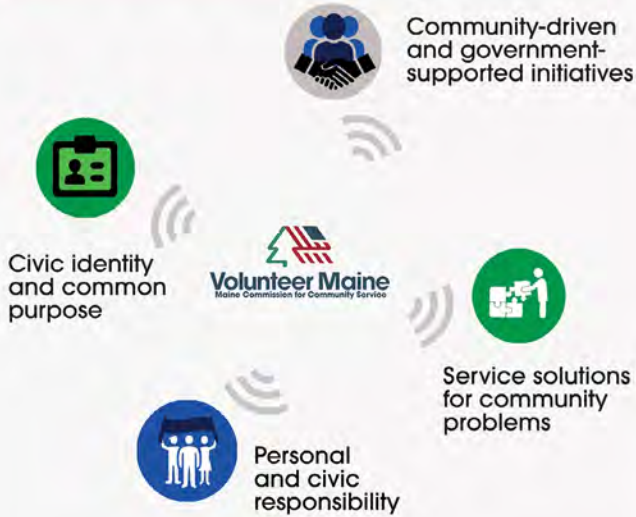 Community-driven
and government-
supported initiatives
Civic identity
and common
purpose
Volunteer Maine
Maine Commission for Community Service
Service solutions
for community
problems
Personal
and civic
responsibility